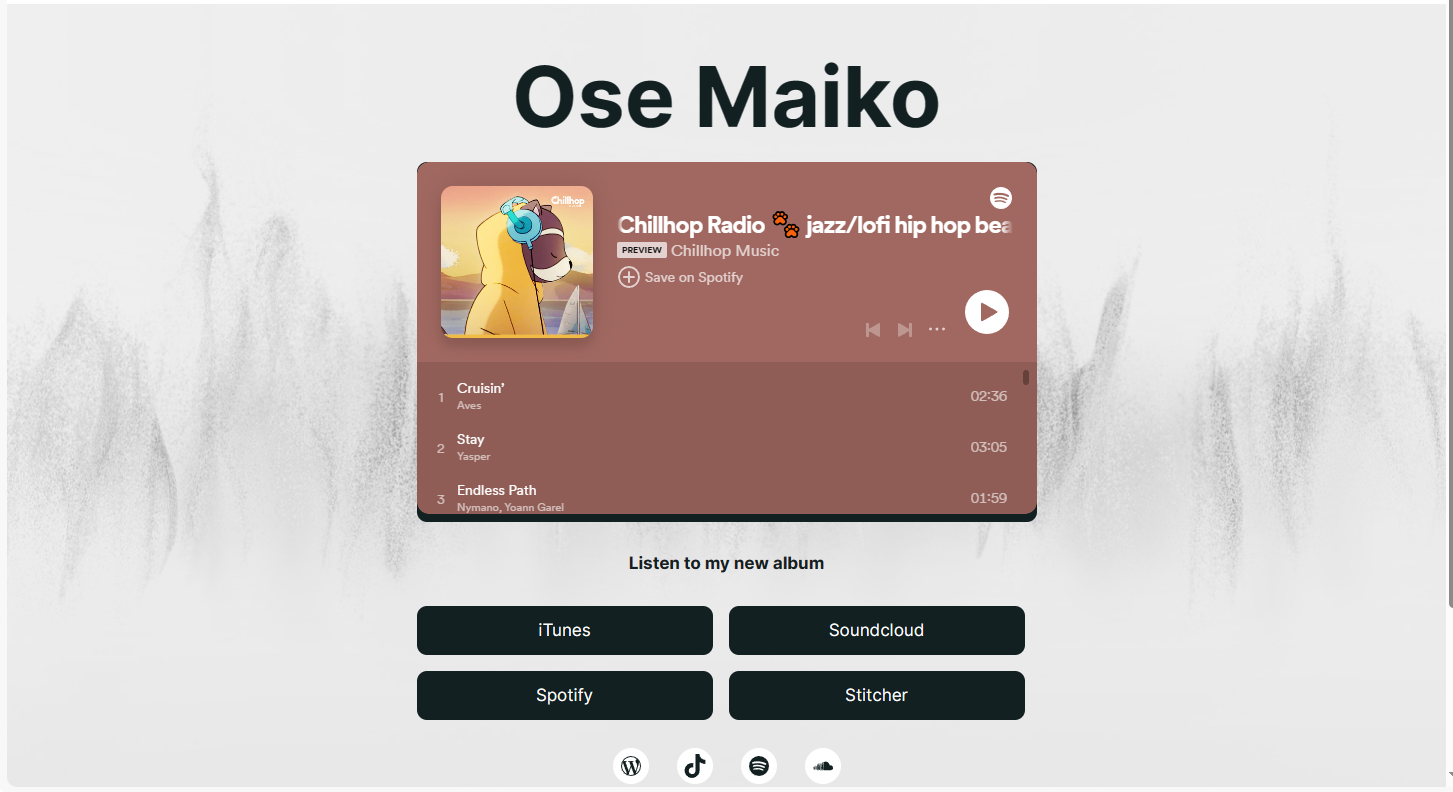 Ose Maiko
Chillhop
Chillhop Radio 🐾 jazz/lofi hip hop bea
PREVIEW Chillhop Music
Save on Spotify
1 Cruisin' 02:36
Aves
2 Stay 03:05
Yasper
3 Endless Path 01:59
Nymano, Yoann Garel
Listen to my new album
iTunes Soundcloud
Spotify Stitcher